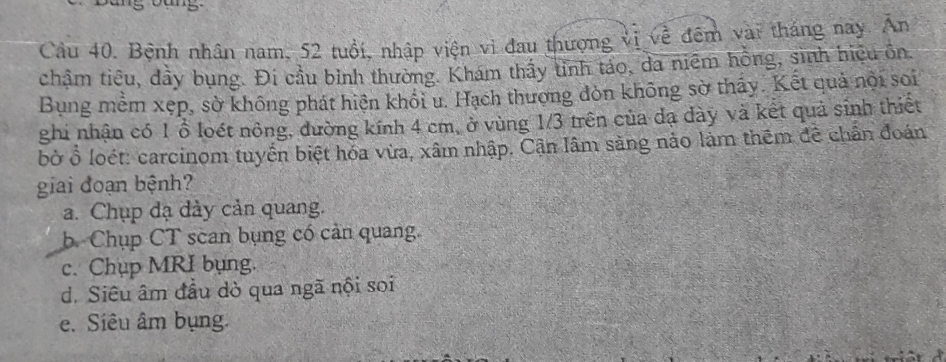 Câu 40. Bệnh nhân nam, 52 tuổi, nhập viện vì đau thượng vị về đêm vài tháng nay. Ăn
chậm tiêu, đầy bụng. Đi cầu bình thường. Khám thấy tỉnh táo, da niêm hồng, sinh hiệu ổn.
Bụng mềm xẹp, sờ không phát hiện khối u. Hạch thượng đòn không sờ thấy. Kết quả nội soi
ghi nhận có 1 ổ loét nông, đường kính 4 cm, ở vùng 1/3 trên của dạ dày và kết quả sinh thiết
bờ ổ loét: carcinom tuyến biệt hóa vừa, xâm nhập. Cận lâm sàng nào làm thêm để chẩn đoán
giai đoạn bệnh?
a. Chụp dạ dày cản quang.
b. Chụp CT scan bụng có cản quang.
c. Chụp MRI bụng.
d. Siêu âm đầu dò qua ngã nội soi
e. Siêu âm bụng.